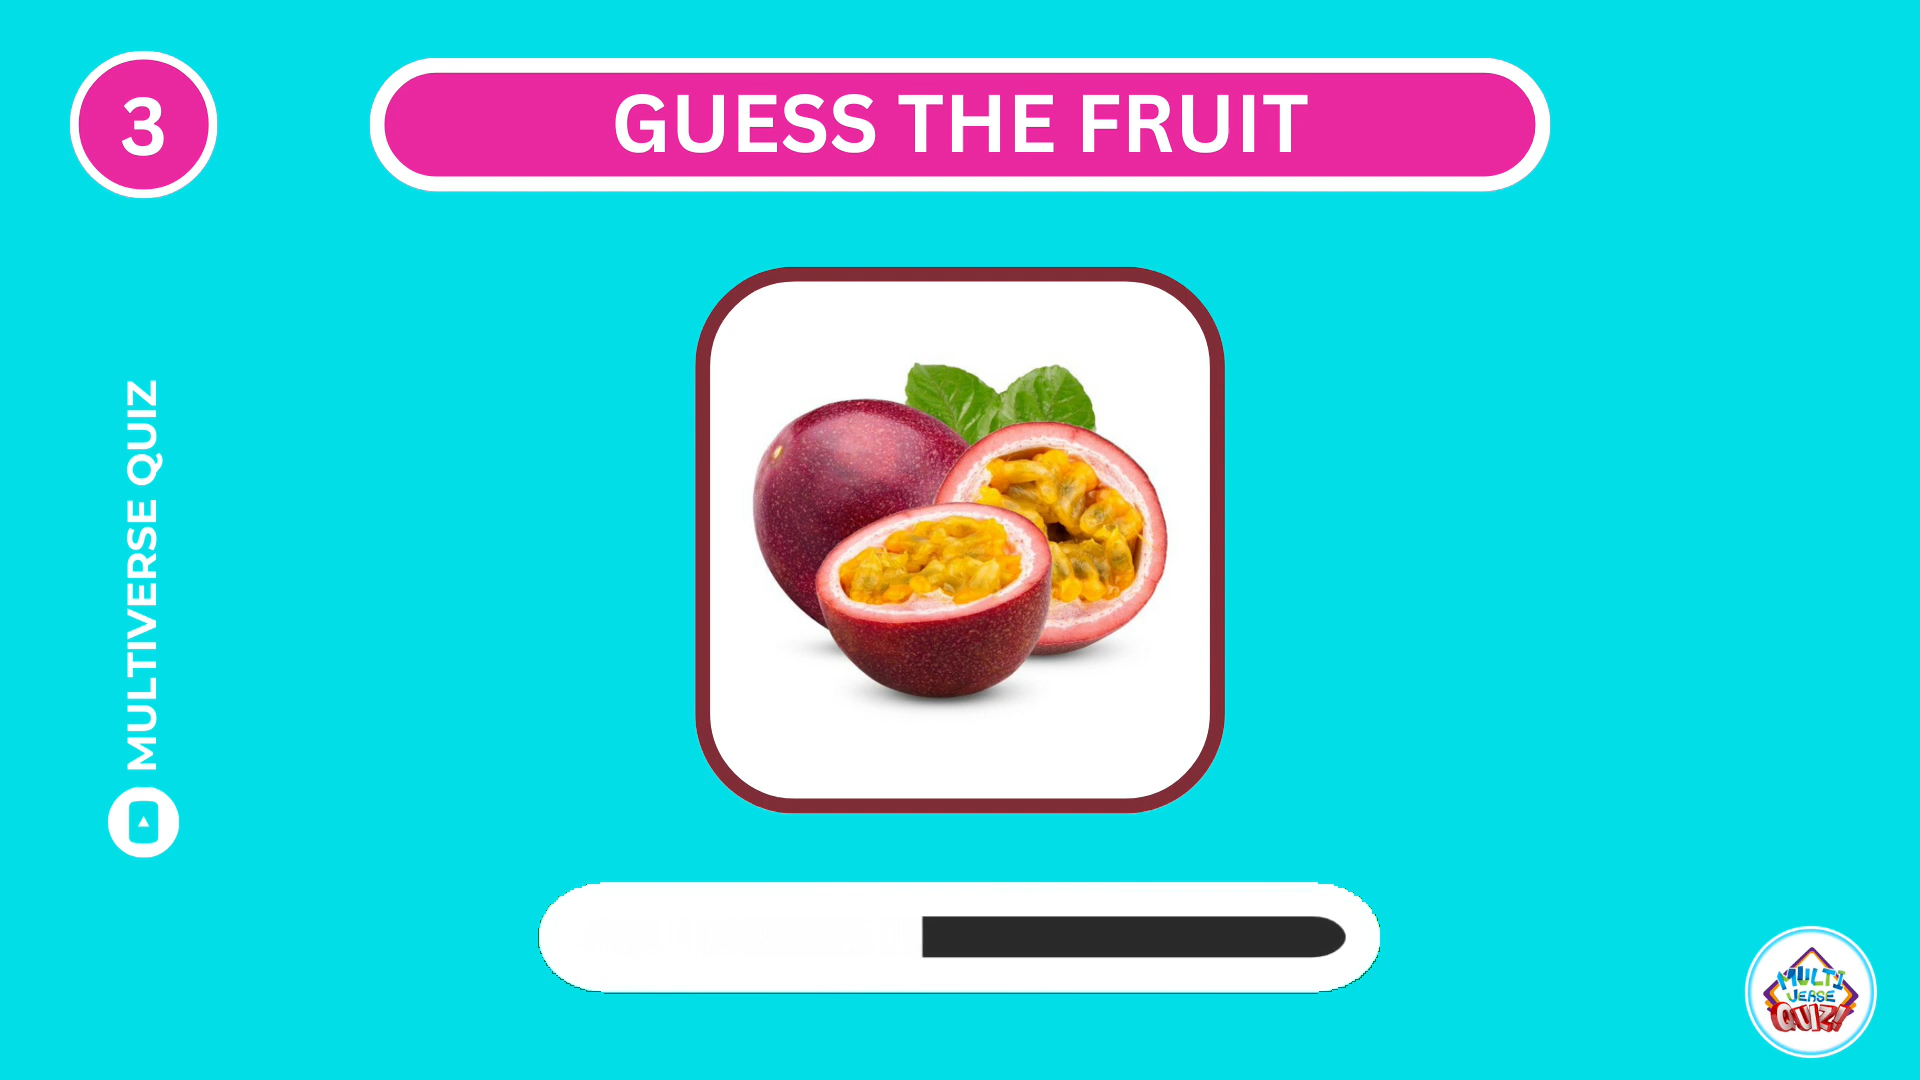 3
GUESS THE FRUIT
MULTIVERSE QUIZ
MULTI
VERSE
QUIZ!